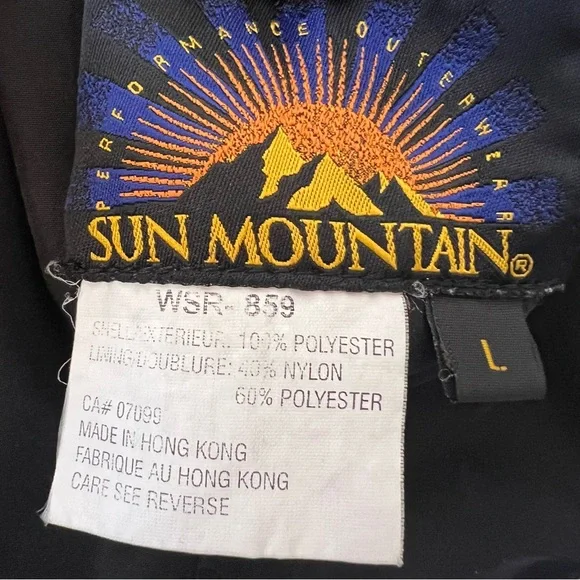 PERFORMANCE OUTERWEAR
SUN MOUNTAIN®
L
WSR- 859
SHELL/EXTERIEUR: 100% POLYESTER
LINING/DOUBLURE: 40% NYLON
60% POLYESTER
CA# 07099
MADE IN HONG KONG
FABRIQUE AU HONG KONG
CARE SEE REVERSE